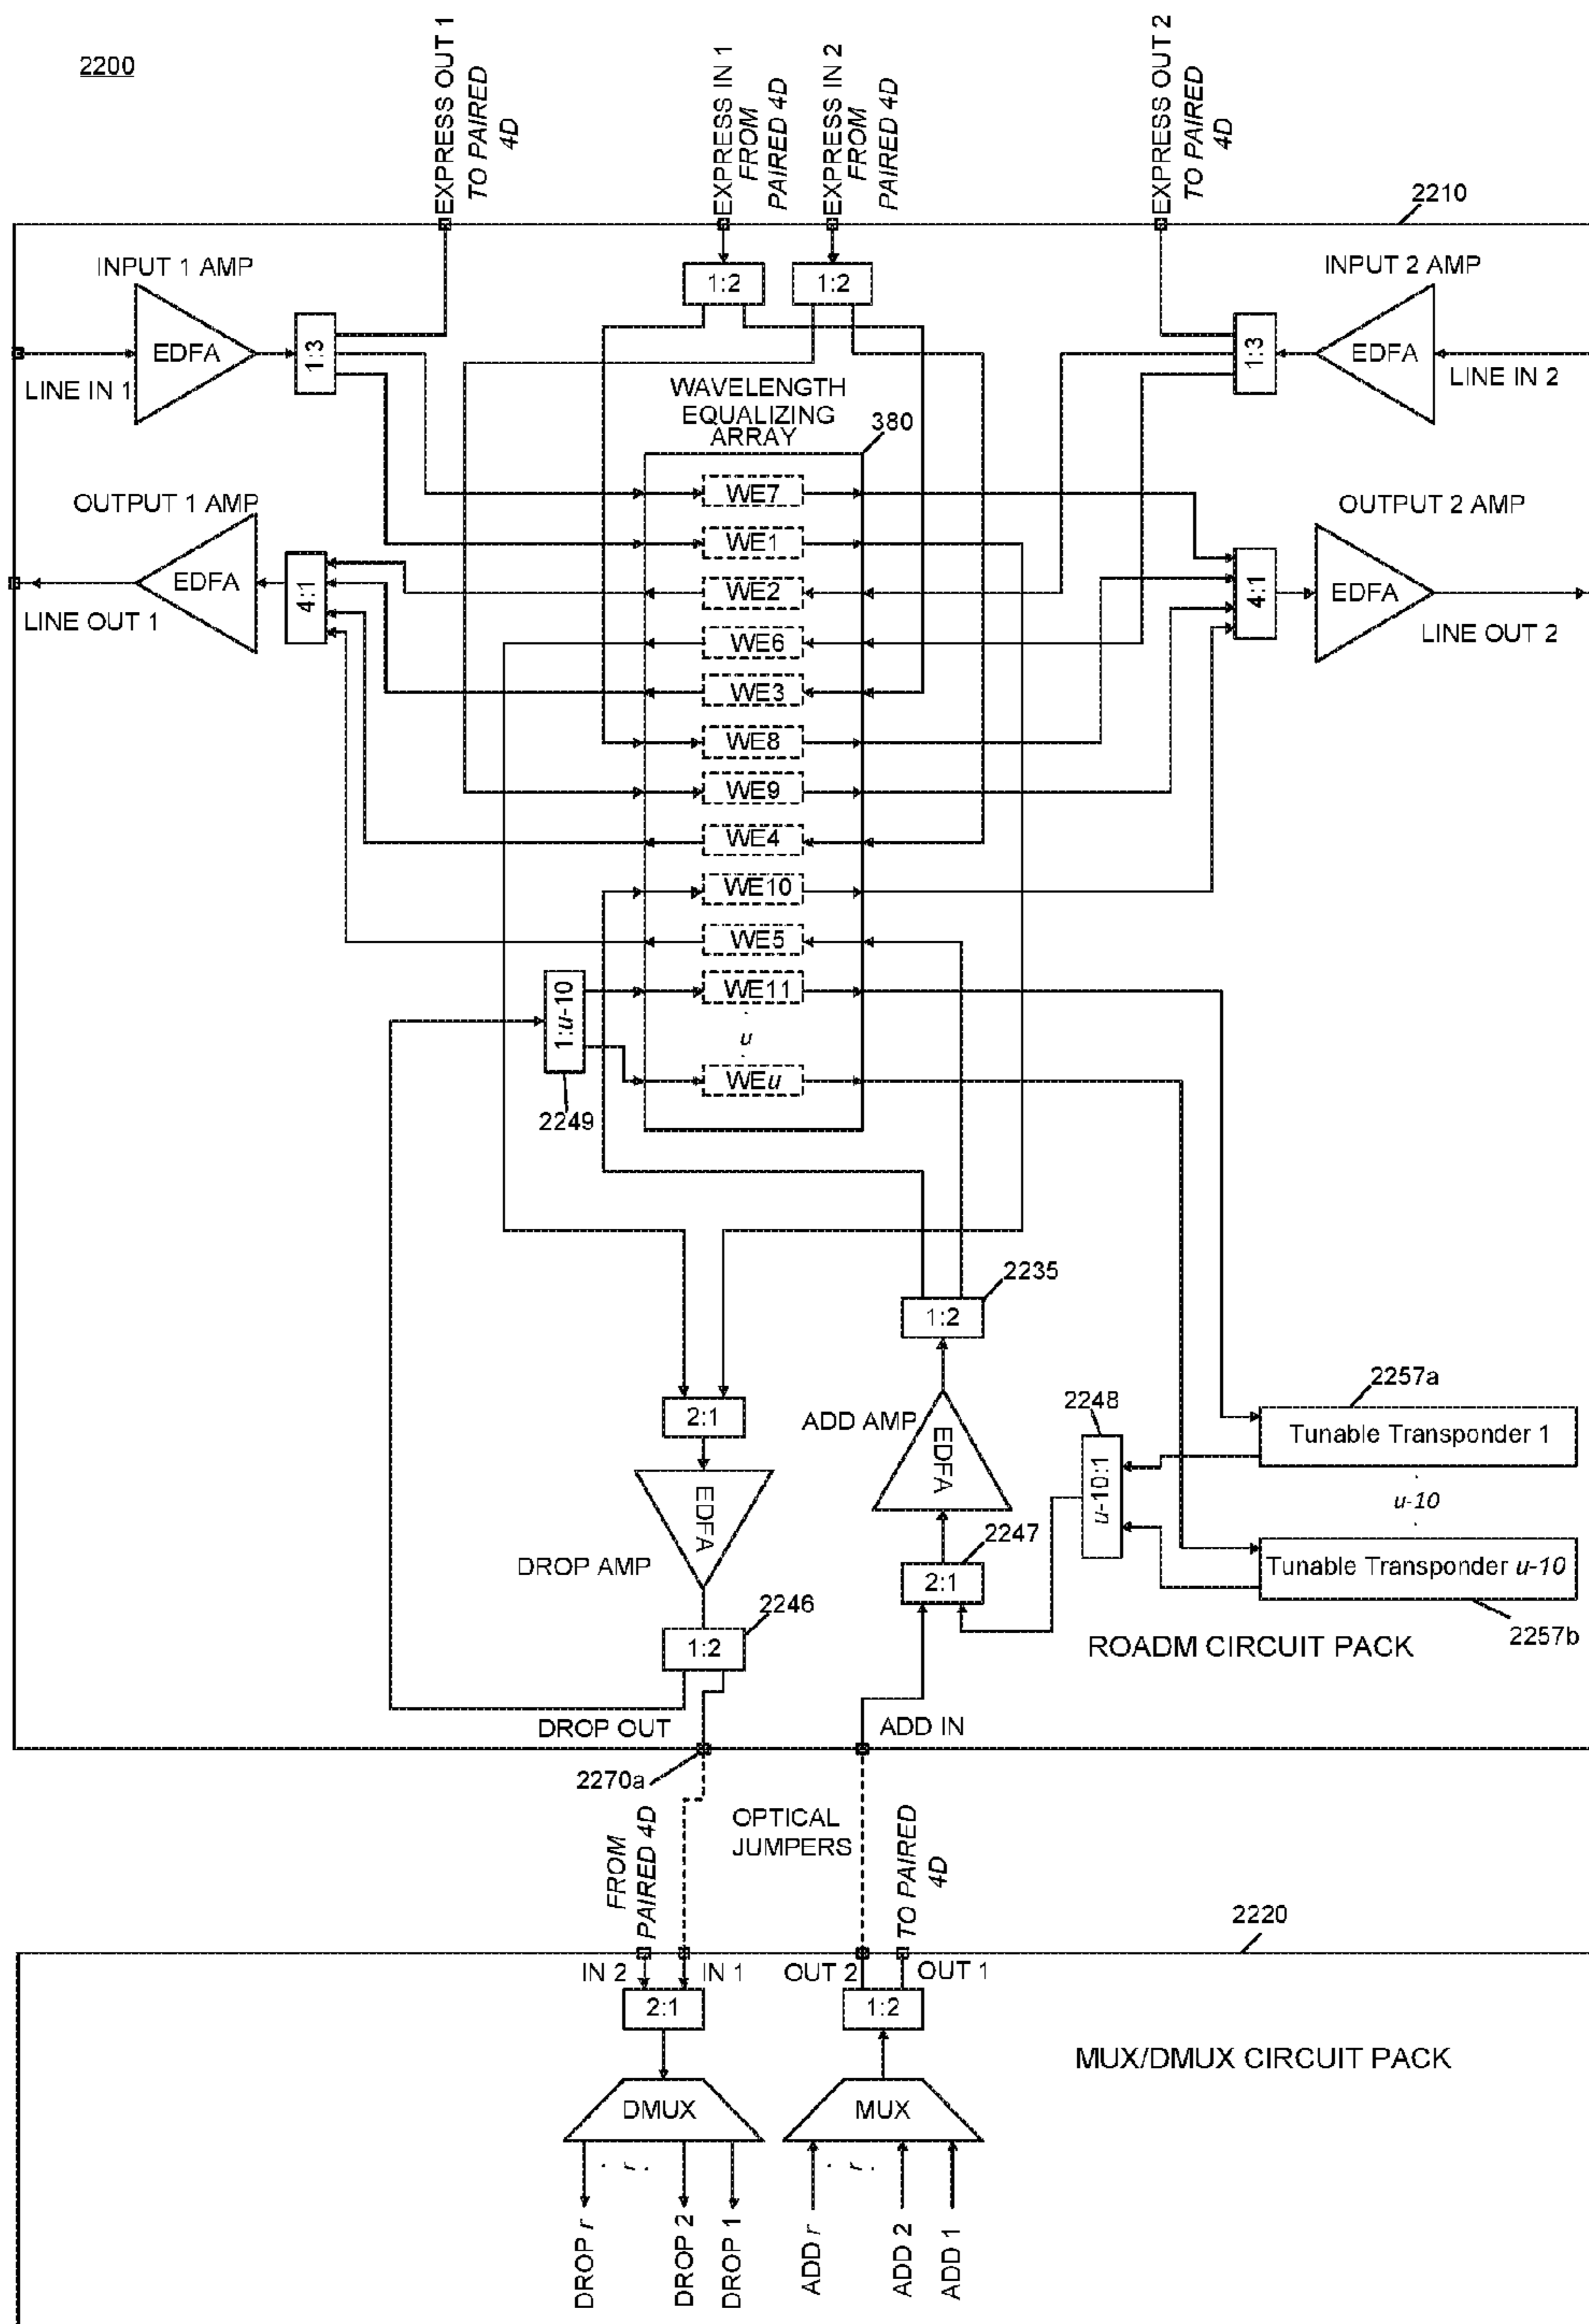 2200
EXPRESS OUT 1
TO PAIRED
4D
EXPRESS IN 1
FROM
PAIRED 4D
EXPRESS IN 2
FROM
PAIRED 4D
EXPRESS OUT 2
TO PAIRED
4D
2210
INPUT 1 AMP
EDFA
1:3
LINE IN 1
1:2
1:2
INPUT 2 AMP
1:3
EDFA
LINE IN 2
WAVELENGTH
EQUALIZING
ARRAY
380
OUTPUT 1 AMP
EDFA
4:1
LINE OUT 1
OUTPUT 2 AMP
4:1
EDFA
LINE OUT 2
WE7
WE1
WE2
WE6
WE3
WE8
WE9
WE4
WE10
WE5
WE11
u
WEu
1:u-10
2249
2235
1:2
2:1
ADD AMP
EDFA
DROP AMP
EDFA
2248
u-10:1
2257a
Tunable Transponder 1
u-10
Tunable Transponder u-10
2257b
2247
2:1
2246
1:2
ROADM CIRCUIT PACK
DROP OUT
ADD IN
2270a
OPTICAL
JUMPERS
FROM
PAIRED 4D
TO PAIRED
4D
2220
IN 2
IN 1
OUT 2
OUT 1
2:1
1:2
MUX/DMUX CIRCUIT PACK
DMUX
MUX
. r .
. r .
DROP r
DROP 2
DROP 1
ADD r
ADD 2
ADD 1